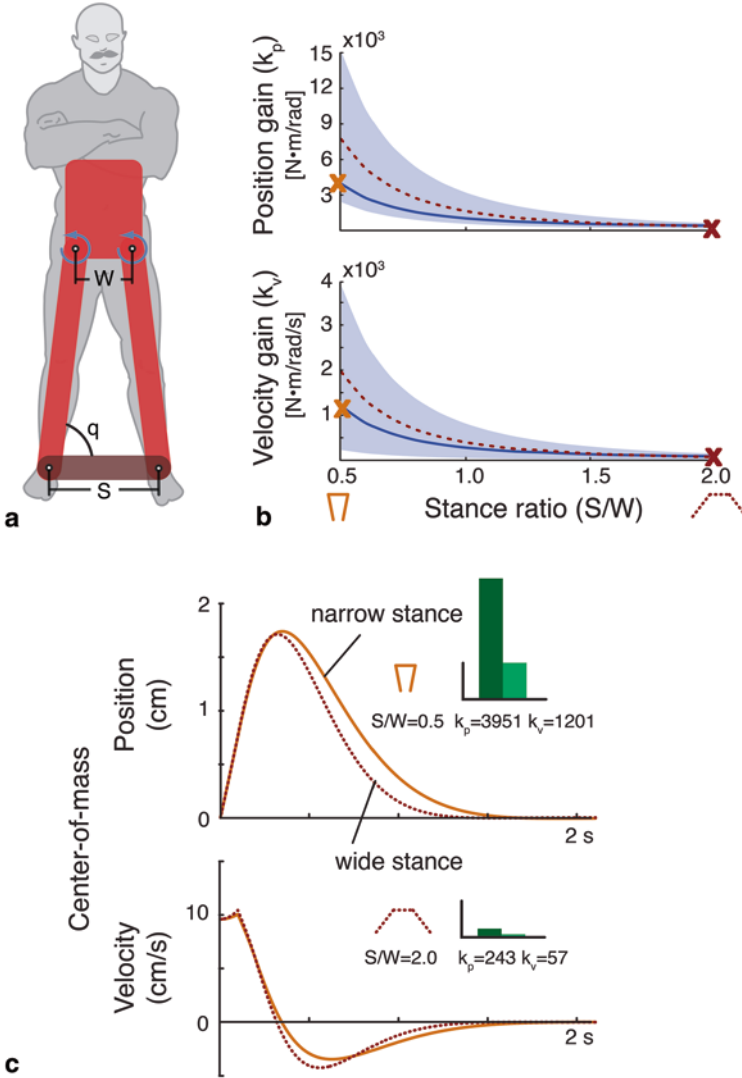 W
q
S
a
Position gain (kp)
[N•m/rad]
x10³
15
12
9
6
3
Velocity gain (kv)
[N•m/rad/s]
x10³
4
3
2
1
0.5
1.0
1.5
2.0
Stance ratio (S/W)
b
Center-of-mass
Position
(cm)
2
1
0
narrow stance
S/W=0.5 kp=3951 kv=1201
2 s
wide stance
Velocity
(cm/s)
10
0
S/W=2.0 kp=243 kv=57
2 s
c